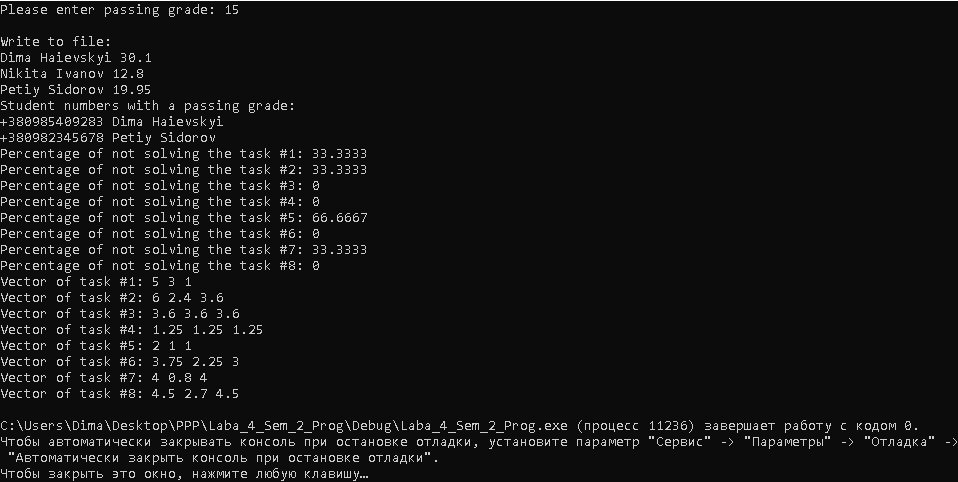 Please enter passing grade: 15
Write to file:
Dima Haievskyi 30.1
Nikita Ivanov 12.8
Petiy Sidorov 19.95
Student numbers with a passing grade:
+380985409283 Dima Haievskyi
+380982345678 Petiy Sidorov
Percentage of not solving the task #1: 33.3333
Percentage of not solving the task #2: 33.3333
Percentage of not solving the task #3: 0
Percentage of not solving the task #4: 0
Percentage of not solving the task #5: 66.6667
Percentage of not solving the task #6: 0
Percentage of not solving the task #7: 33.3333
Percentage of not solving the task #8: 0
Vector of task #1: 5 3 1
Vector of task #2: 6 2.4 3.6
Vector of task #3: 3.6 3.6 3.6
Vector of task #4: 1.25 1.25 1.25
Vector of task #5: 2 1 1
Vector of task #6: 3.75 2.25 3
Vector of task #7: 4 0.8 4
Vector of task #8: 4.5 2.7 4.5
C:\Users\Dima\Desktop\PPP\Laba_4_Sem_2_Prog\Debug\Laba_4_Sem_2_Prog.exe (процесс 11236) завершает работу с кодом 0.
Чтобы автоматически закрывать консоль при остановке отладки, установите параметр "Сервис" -> "Параметры" -> "Отладка" ->
"Автоматически закрыть консоль при остановке отладки".
Чтобы закрыть это окно, нажмите любую клавишу…